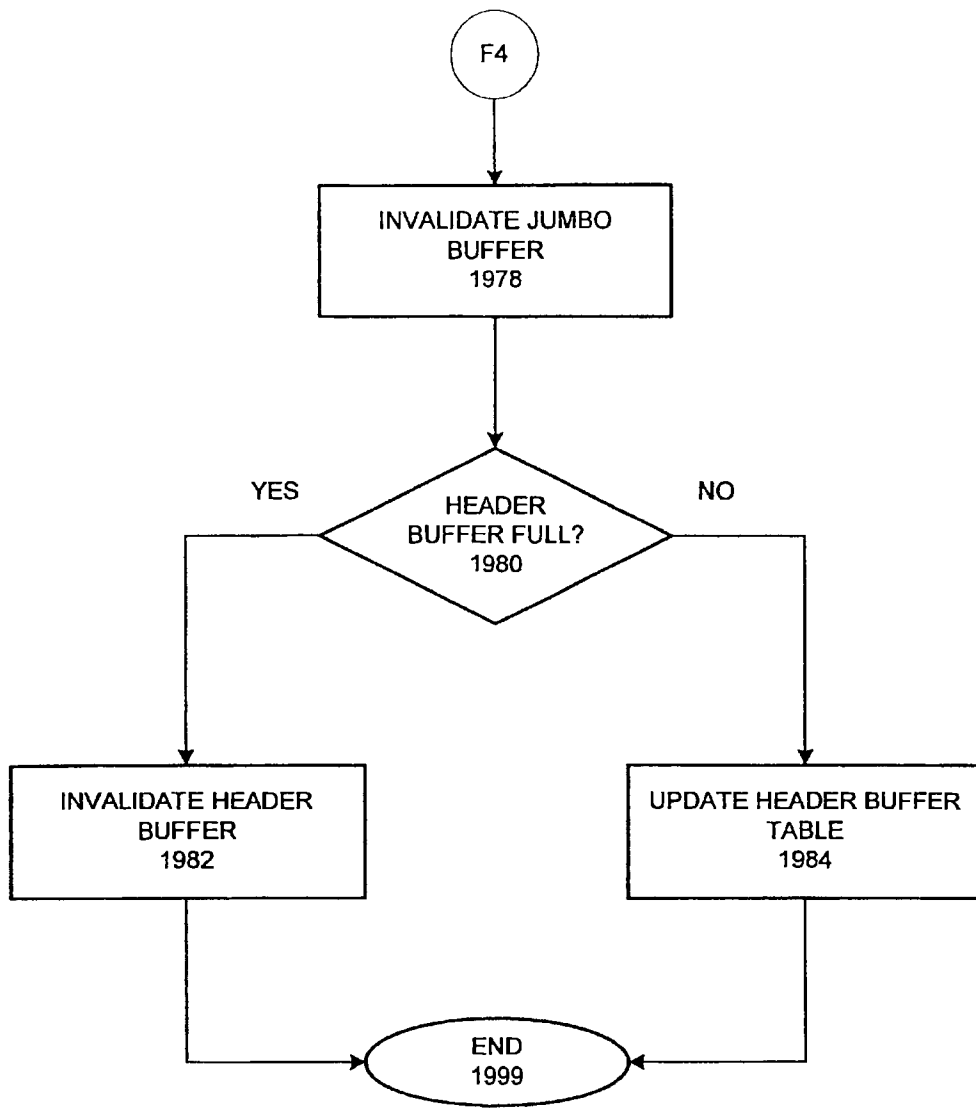 F4
INVALIDATE JUMBO
BUFFER
1978
YES
NO
HEADER
BUFFER FULL?
1980
INVALIDATE HEADER
BUFFER
1982
UPDATE HEADER BUFFER
TABLE
1984
END
1999